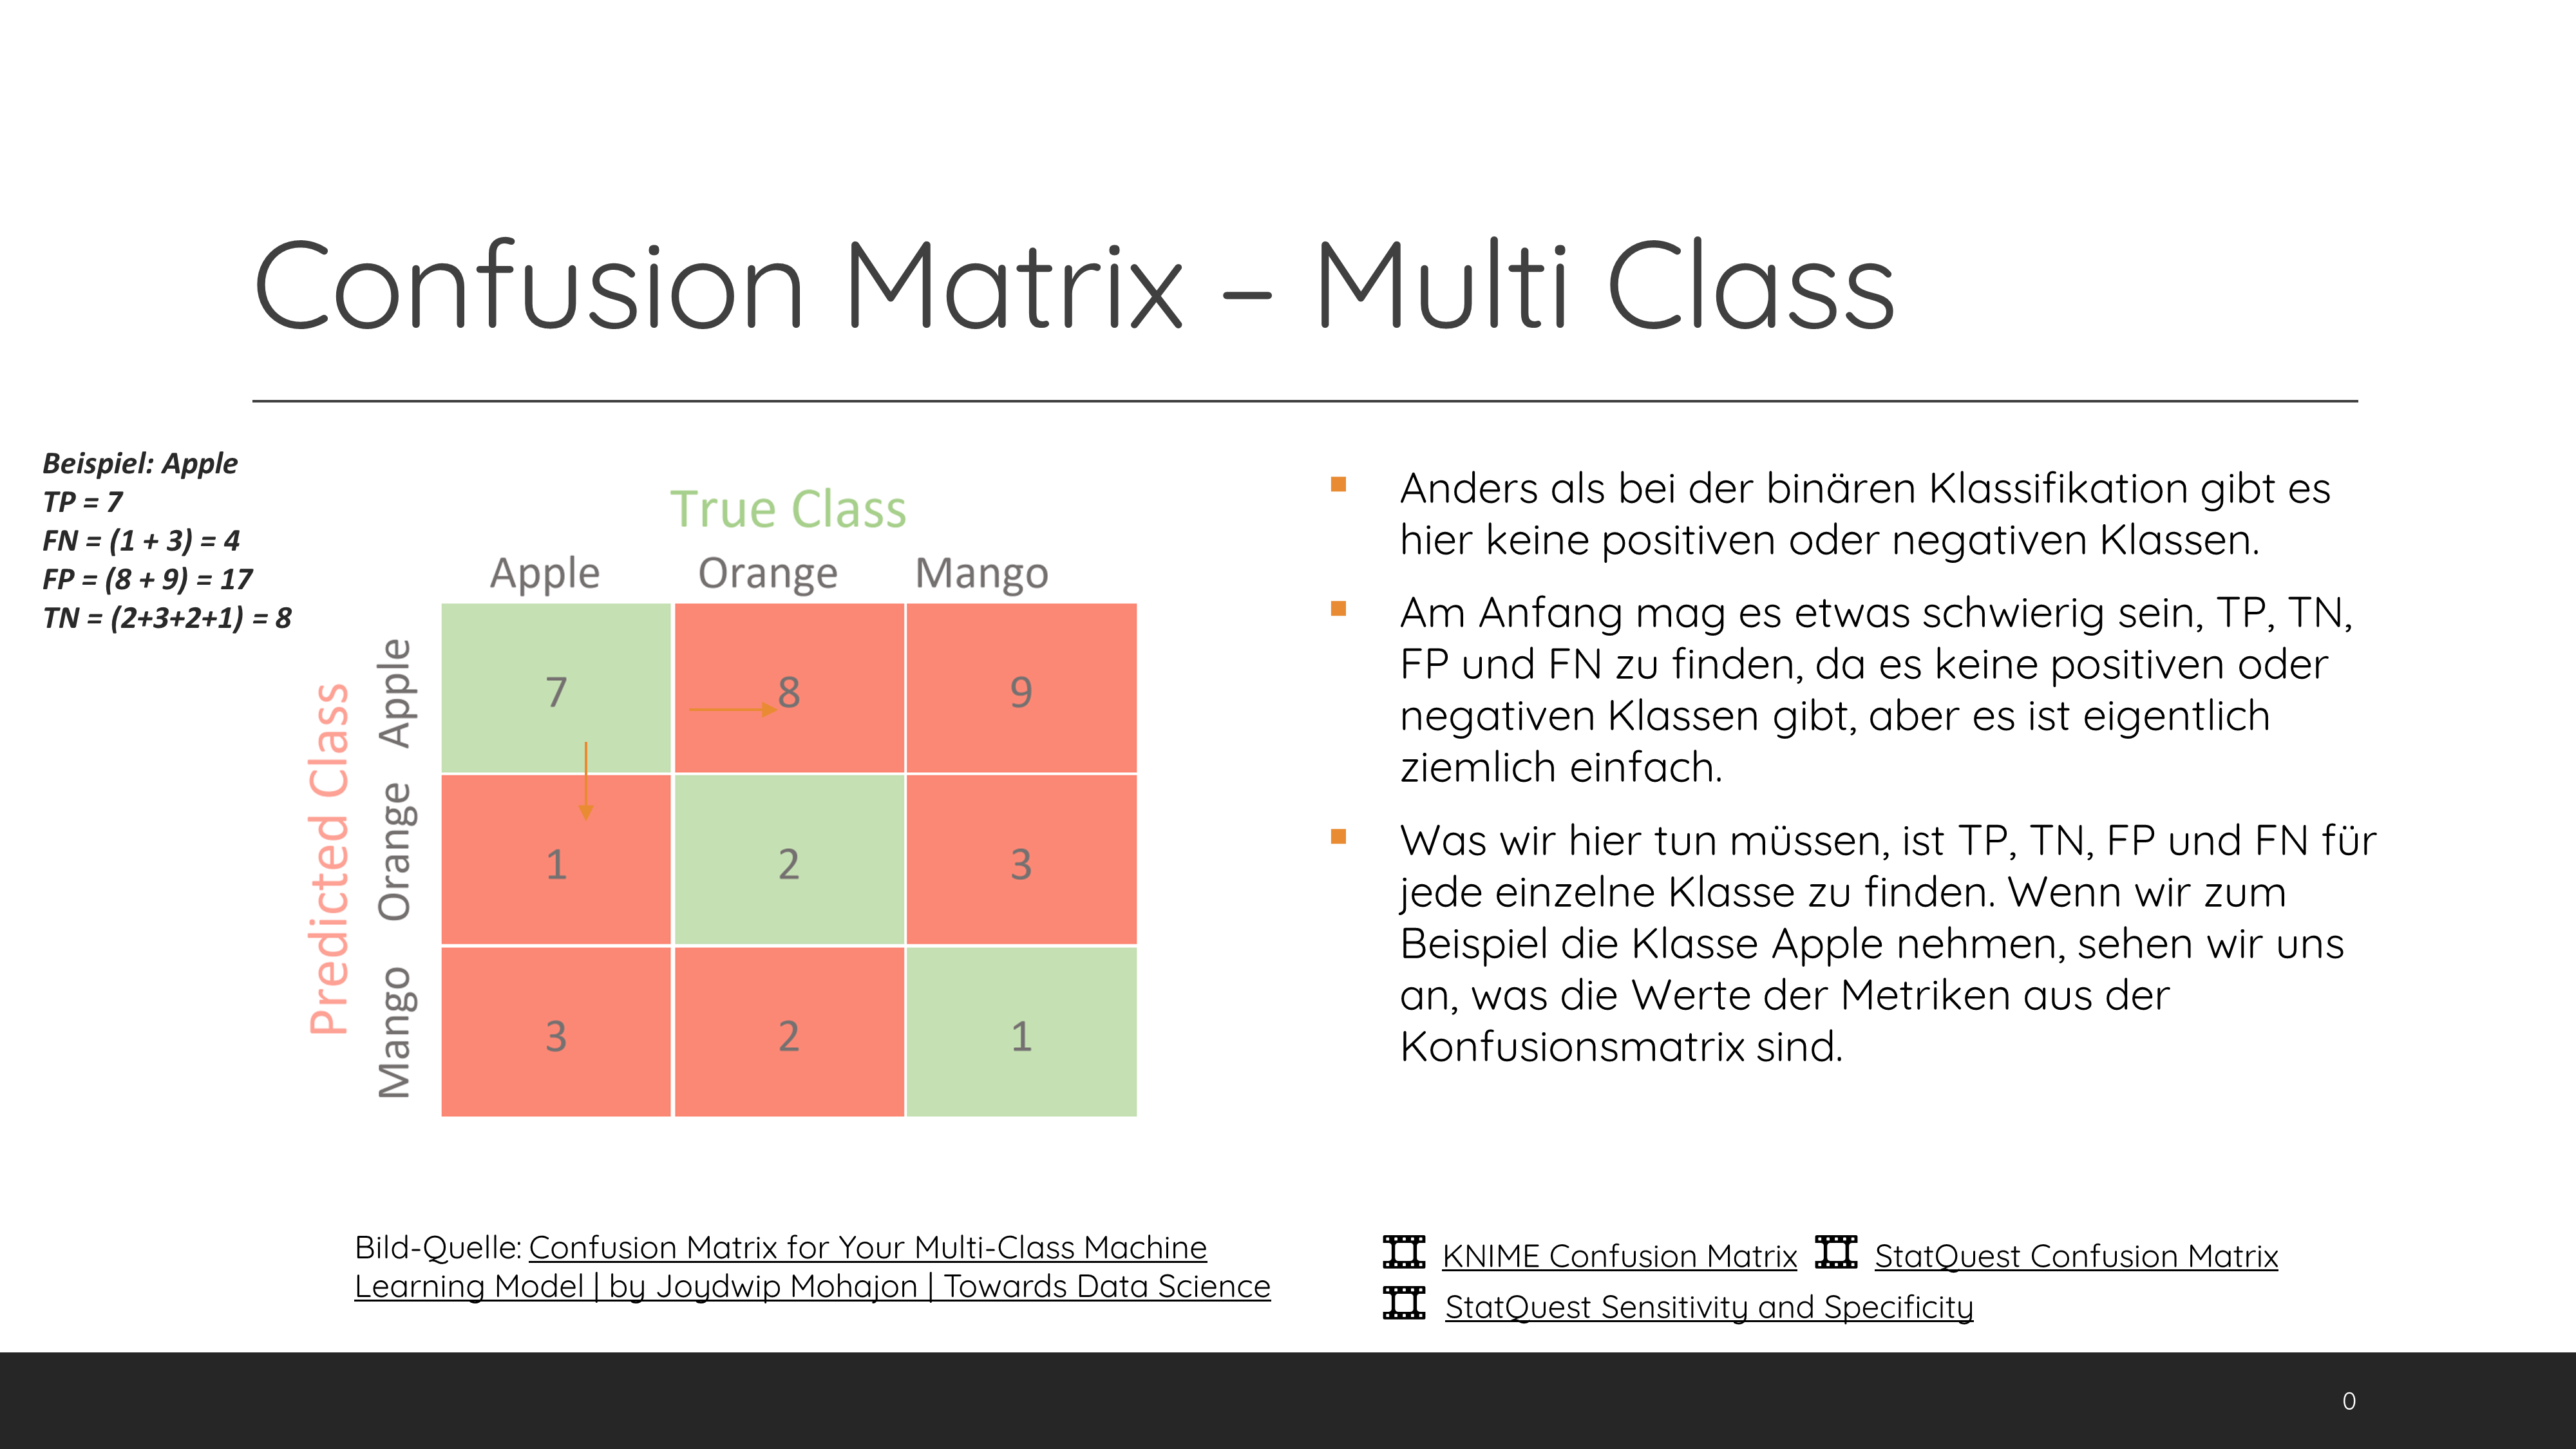 Confusion Matrix – Multi Class
Beispiel: Apple
TP = 7
FN = (1 + 3) = 4
FP = (8 + 9) = 17
TN = (2+3+2+1) = 8
True Class
Apple Orange Mango
Predicted Class
Apple
Orange
Mango
7 8 9
1 2 3
3 2 1
Anders als bei der binären Klassifikation gibt es
hier keine positiven oder negativen Klassen.
Am Anfang mag es etwas schwierig sein, TP, TN,
FP und FN zu finden, da es keine positiven oder
negativen Klassen gibt, aber es ist eigentlich
ziemlich einfach.
Was wir hier tun müssen, ist TP, TN, FP und FN für
jede einzelne Klasse zu finden. Wenn wir zum
Beispiel die Klasse Apple nehmen, sehen wir uns
an, was die Werte der Metriken aus der
Konfusionsmatrix sind.
Bild-Quelle: Confusion Matrix for Your Multi-Class Machine
Learning Model | by Joydwip Mohajon | Towards Data Science
KNIME Confusion Matrix StatQuest Confusion Matrix
StatQuest Sensitivity and Specificity
0